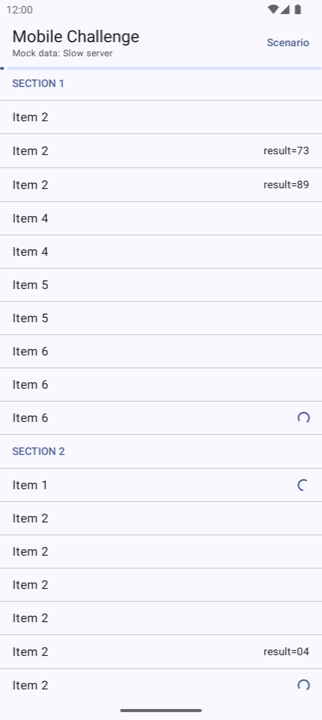 12:00
Mobile Challenge
Mock data: Slow server
Scenario
SECTION 1
Item 2
Item 2 result=73
Item 2 result=89
Item 4
Item 4
Item 5
Item 5
Item 6
Item 6
Item 6
SECTION 2
Item 1
Item 2
Item 2
Item 2
Item 2
Item 2 result=04
Item 2